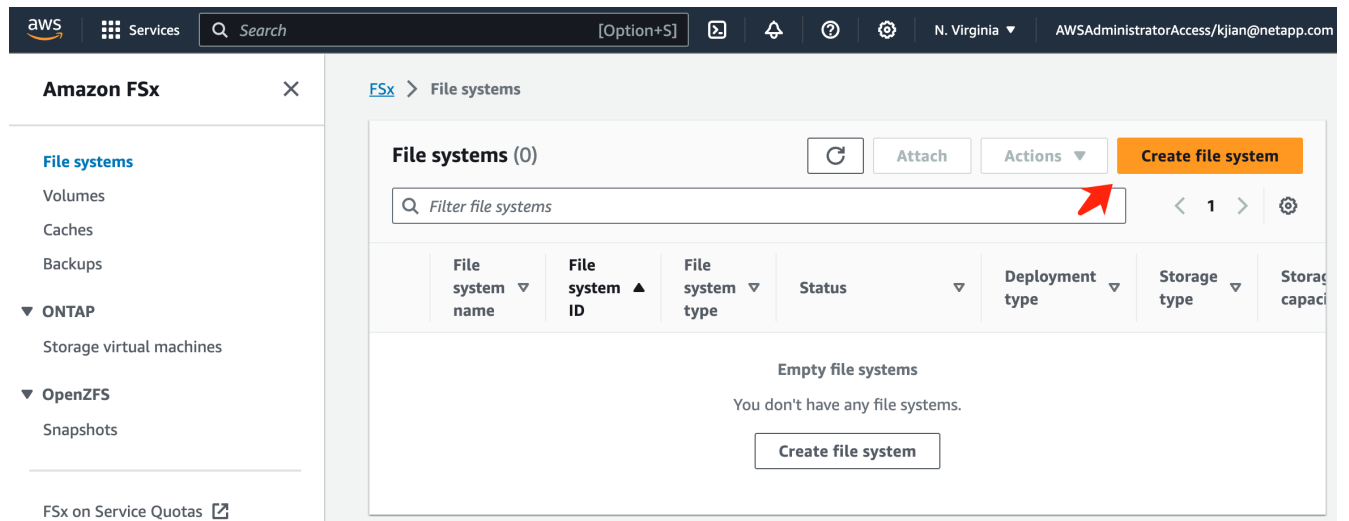 aws
Services
Search
[Option+S]
N. Virginia
AWSAdministratorAccess/kjian@netapp.com
Amazon FSx
File systems
Volumes
Caches
Backups
ONTAP
Storage virtual machines
OpenZFS
Snapshots
FSx on Service Quotas
FSx > File systems
File systems (0)
Attach
Actions
Create file system
Filter file systems
1
File
system
name
File
system
ID
File
system
type
Status
Deployment
type
Storage
type
Storag
capaci
Empty file systems
You don't have any file systems.
Create file system